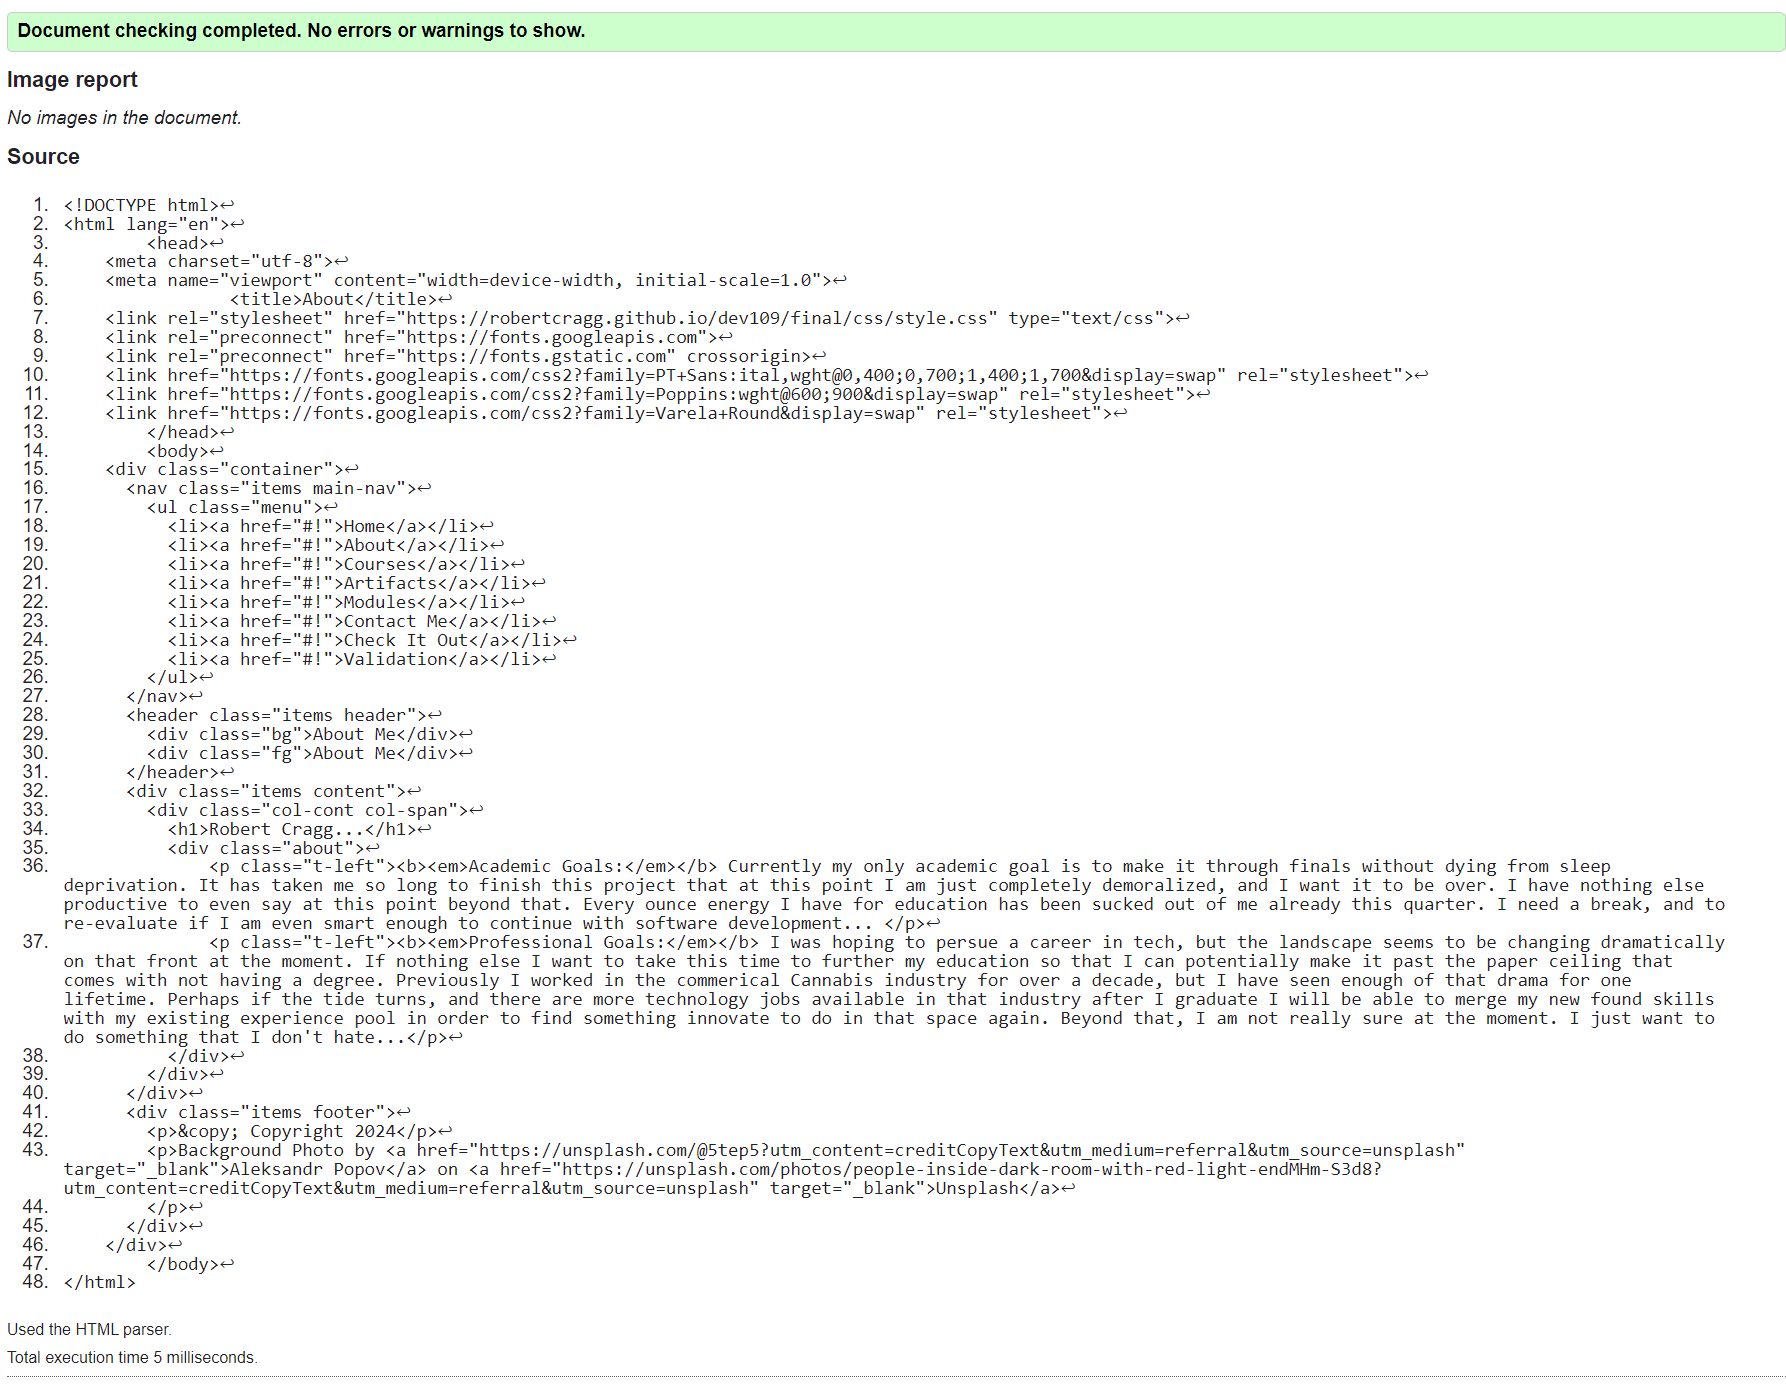 Document checking completed. No errors or warnings to show.
Image report
No images in the document.
Source
1. <!DOCTYPE html>↩
2. <html lang="en">↩
3.         <head>↩
4.     <meta charset="utf-8">↩
5.     <meta name="viewport" content="width=device-width, initial-scale=1.0">↩
6.                 <title>About</title>↩
7.     <link rel="stylesheet" href="https://robertcragg.github.io/dev109/final/css/style.css" type="text/css">↩
8.     <link rel="preconnect" href="https://fonts.googleapis.com">↩
9.     <link rel="preconnect" href="https://fonts.gstatic.com" crossorigin>↩
10.     <link href="https://fonts.googleapis.com/css2?family=PT+Sans:ital,wght@0,400;0,700;1,400;1,700&display=swap" rel="stylesheet">↩
11.     <link href="https://fonts.googleapis.com/css2?family=Poppins:wght@600;900&display=swap" rel="stylesheet">↩
12.     <link href="https://fonts.googleapis.com/css2?family=Varela+Round&display=swap" rel="stylesheet">↩
13.         </head>↩
14.         <body>↩
15.     <div class="container">↩
16.       <nav class="items main-nav">↩
17.         <ul class="menu">↩
18.           <li><a href="#!">Home</a></li>↩
19.           <li><a href="#!">About</a></li>↩
20.           <li><a href="#!">Courses</a></li>↩
21.           <li><a href="#!">Artifacts</a></li>↩
22.           <li><a href="#!">Modules</a></li>↩
23.           <li><a href="#!">Contact Me</a></li>↩
24.           <li><a href="#!">Check It Out</a></li>↩
25.           <li><a href="#!">Validation</a></li>↩
26.         </ul>↩
27.       </nav>↩
28.       <header class="items header">↩
29.         <div class="bg">About Me</div>↩
30.         <div class="fg">About Me</div>↩
31.       </header>↩
32.       <div class="items content">↩
33.         <div class="col-cont col-span">↩
34.           <h1>Robert Cragg...</h1>↩
35.           <div class="about">↩
36.               <p class="t-left"><b><em>Academic Goals:</em></b> Currently my only academic goal is to make it through finals without dying from sleep
deprivation. It has taken me so long to finish this project that at this point I am just completely demoralized, and I want it to be over. I have nothing else
productive to even say at this point beyond that. Every ounce energy I have for education has been sucked out of me already this quarter. I need a break, and to
re-evaluate if I am even smart enough to continue with software development... </p>↩
37.               <p class="t-left"><b><em>Professional Goals:</em></b> I was hoping to persue a career in tech, but the landscape seems to be changing dramatically
on that front at the moment. If nothing else I want to take this time to further my education so that I can potentially make it past the paper ceiling that
comes with not having a degree. Previously I worked in the commerical Cannabis industry for over a decade, but I have seen enough of that drama for one
lifetime. Perhaps if the tide turns, and there are more technology jobs available in that industry after I graduate I will be able to merge my new found skills
with my existing experience pool in order to find something innovate to do in that space again. Beyond that, I am not really sure at the moment. I just want to
do something that I don't hate...</p>↩
38.           </div>↩
39.         </div>↩
40.       </div>↩
41.       <div class="items footer">↩
42.         <p>&copy; Copyright 2024</p>↩
43.         <p>Background Photo by <a href="https://unsplash.com/@5tep5?utm_content=creditCopyText&utm_medium=referral&utm_source=unsplash"
target="_blank">Aleksandr Popov</a> on <a href="https://unsplash.com/photos/people-inside-dark-room-with-red-light-endMHm-S3d8?
utm_content=creditCopyText&utm_medium=referral&utm_source=unsplash" target="_blank">Unsplash</a>↩
44.         </p>↩
45.       </div>↩
46.     </div>↩
47.         </body>↩
48. </html>
Used the HTML parser.
Total execution time 5 milliseconds.